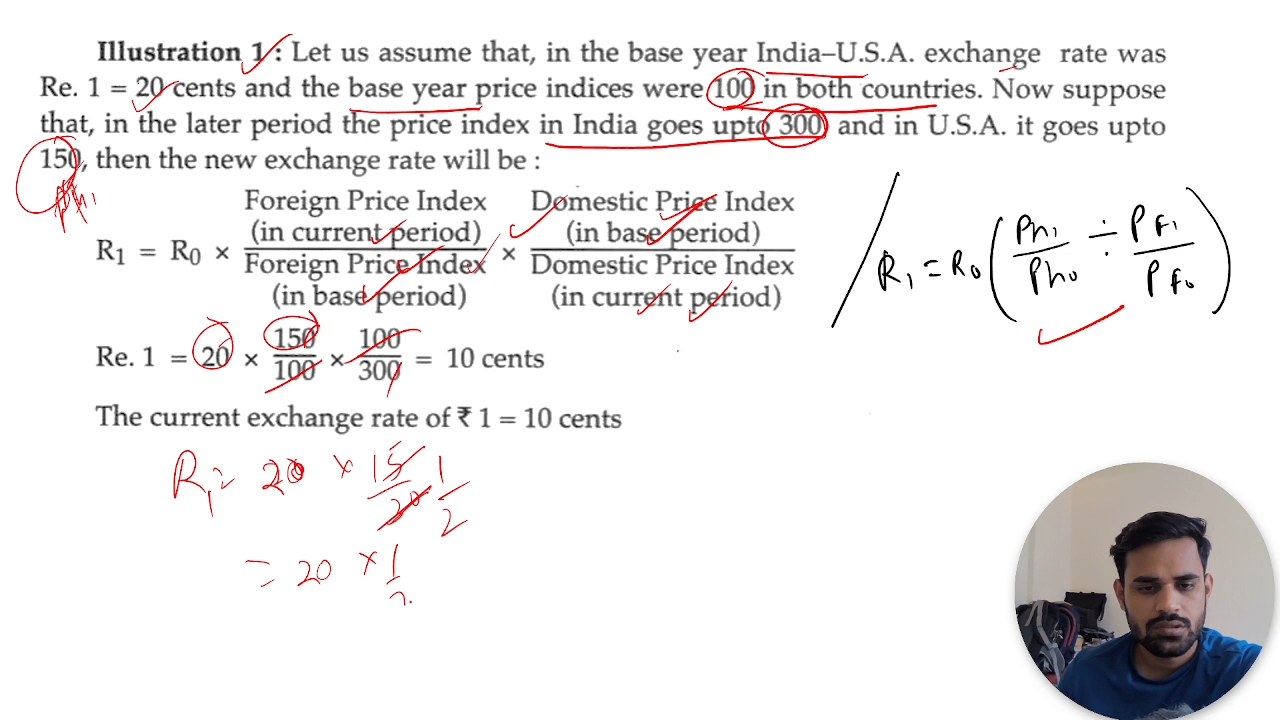 Illustration 1 : Let us assume that, in the base year India–U.S.A. exchange rate was
Re. 1 = 20 cents and the base year price indices were 100 in both countries. Now suppose
that, in the later period the price index in India goes upto 300 and in U.S.A. it goes upto
150, then the new exchange rate will be :
R1 = R0 × Foreign Price Index (in current period) / Foreign Price Index (in base period) × Domestic Price Index (in base period) / Domestic Price Index (in current period)
R1 = R0 ( Ph1 / Ph0 ÷ PF1 / PF0 )
Re. 1 = 20 × 150 / 100 × 100 / 300 = 10 cents
The current exchange rate of ₹ 1 = 10 cents
R1 = 20 × 15 / 30 1 / 2
= 20 × 1 / 2